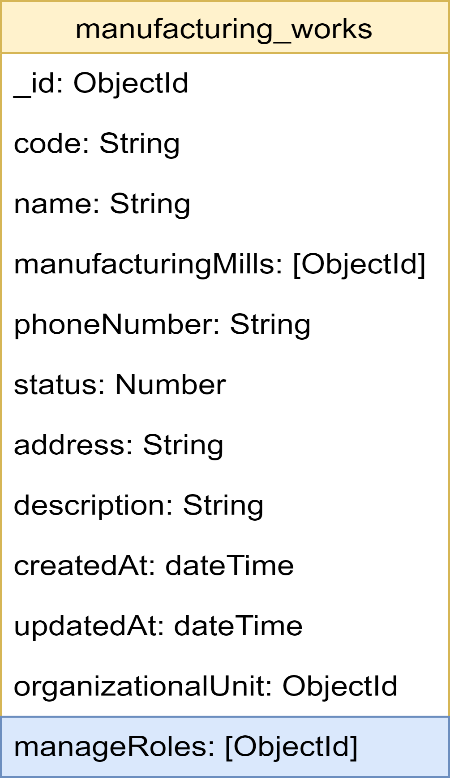 manufacturing_works
_id: ObjectId
code: String
name: String
manufacturingMills: [ObjectId]
phoneNumber: String
status: Number
address: String
description: String
createdAt: dateTime
updatedAt: dateTime
organizationalUnit: ObjectId
manageRoles: [ObjectId]